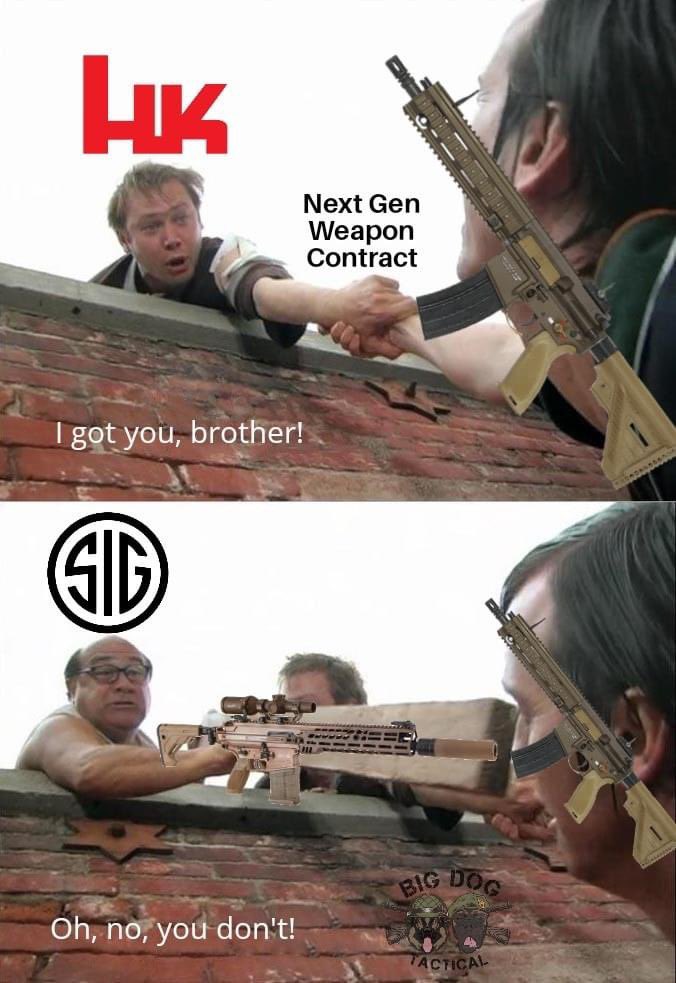 HK
Next Gen
Weapon
Contract
I got you, brother!
SIG
Oh, no, you don't!
BIG DOG
TACTICAL